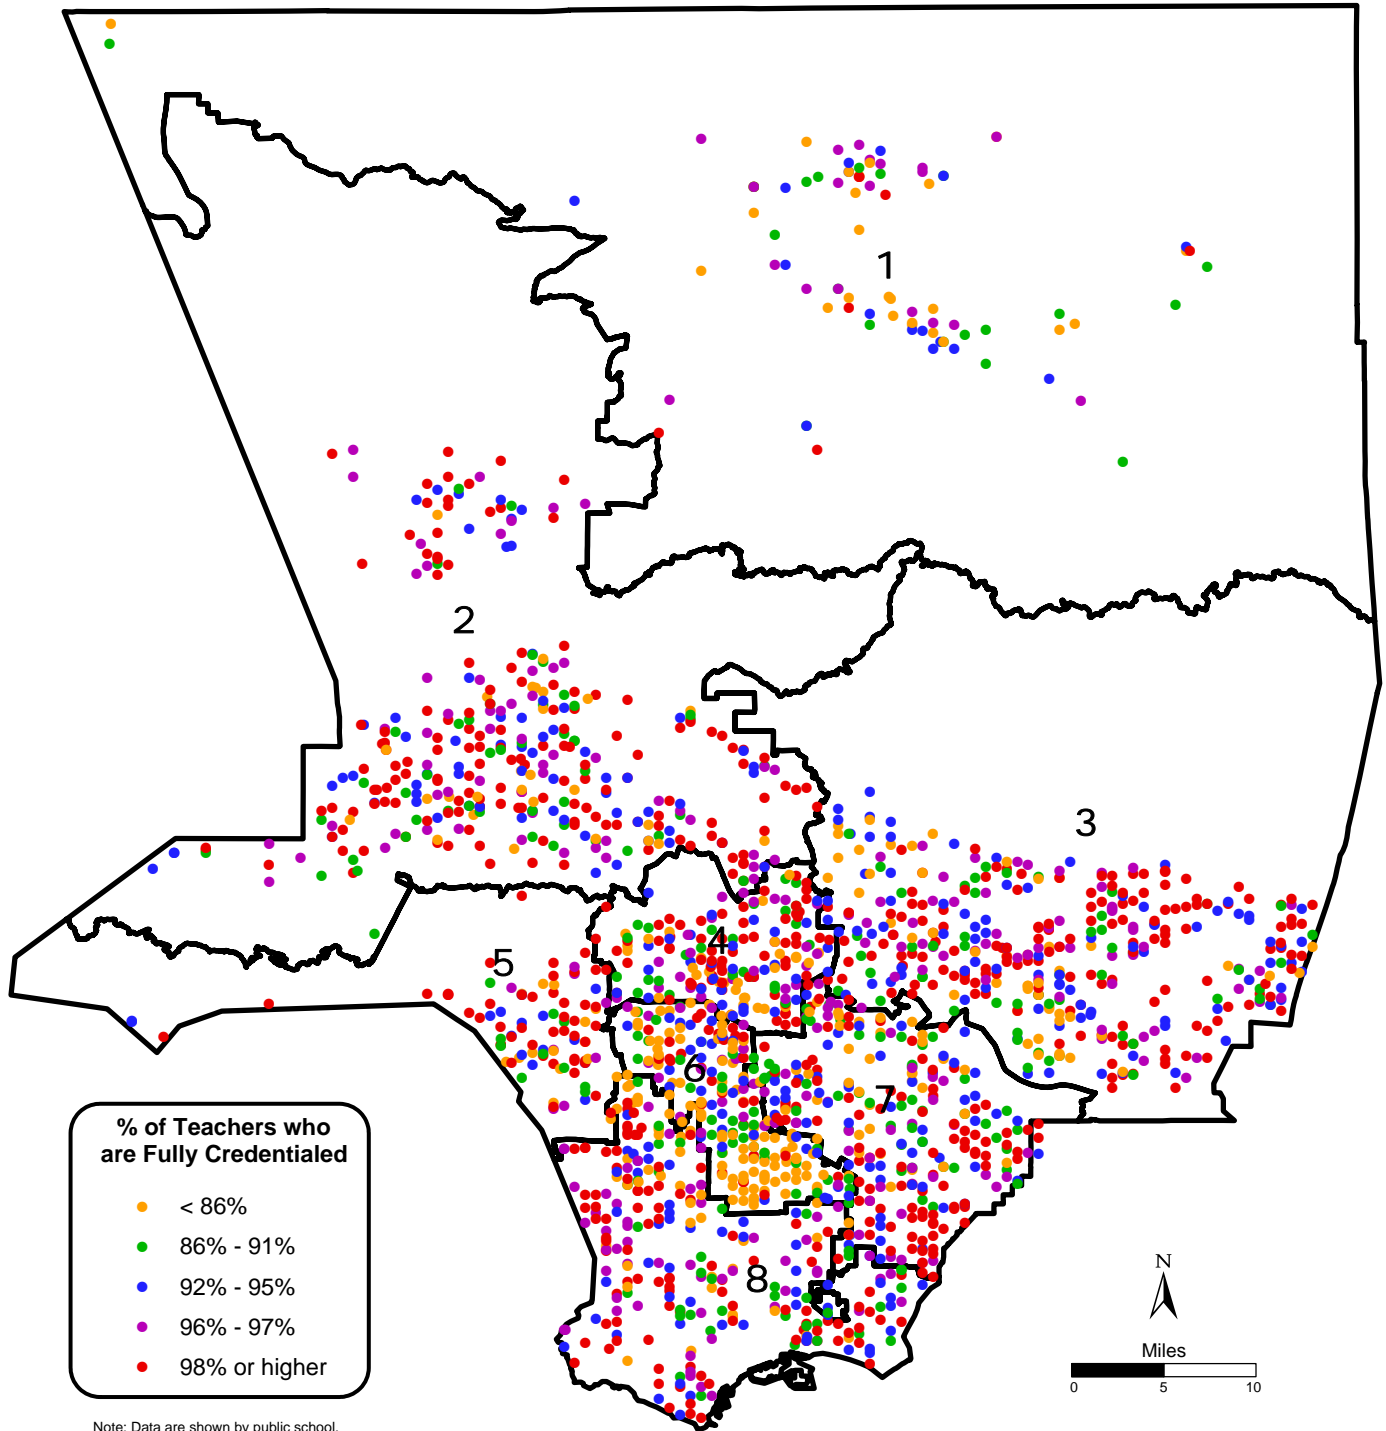 1
2
3
4
5
6
7
8
% of Teachers who
are Fully Credentialed
< 86%
86% - 91%
92% - 95%
96% - 97%
98% or higher
N
Miles
0 5 10
Note: Data are shown by public school.